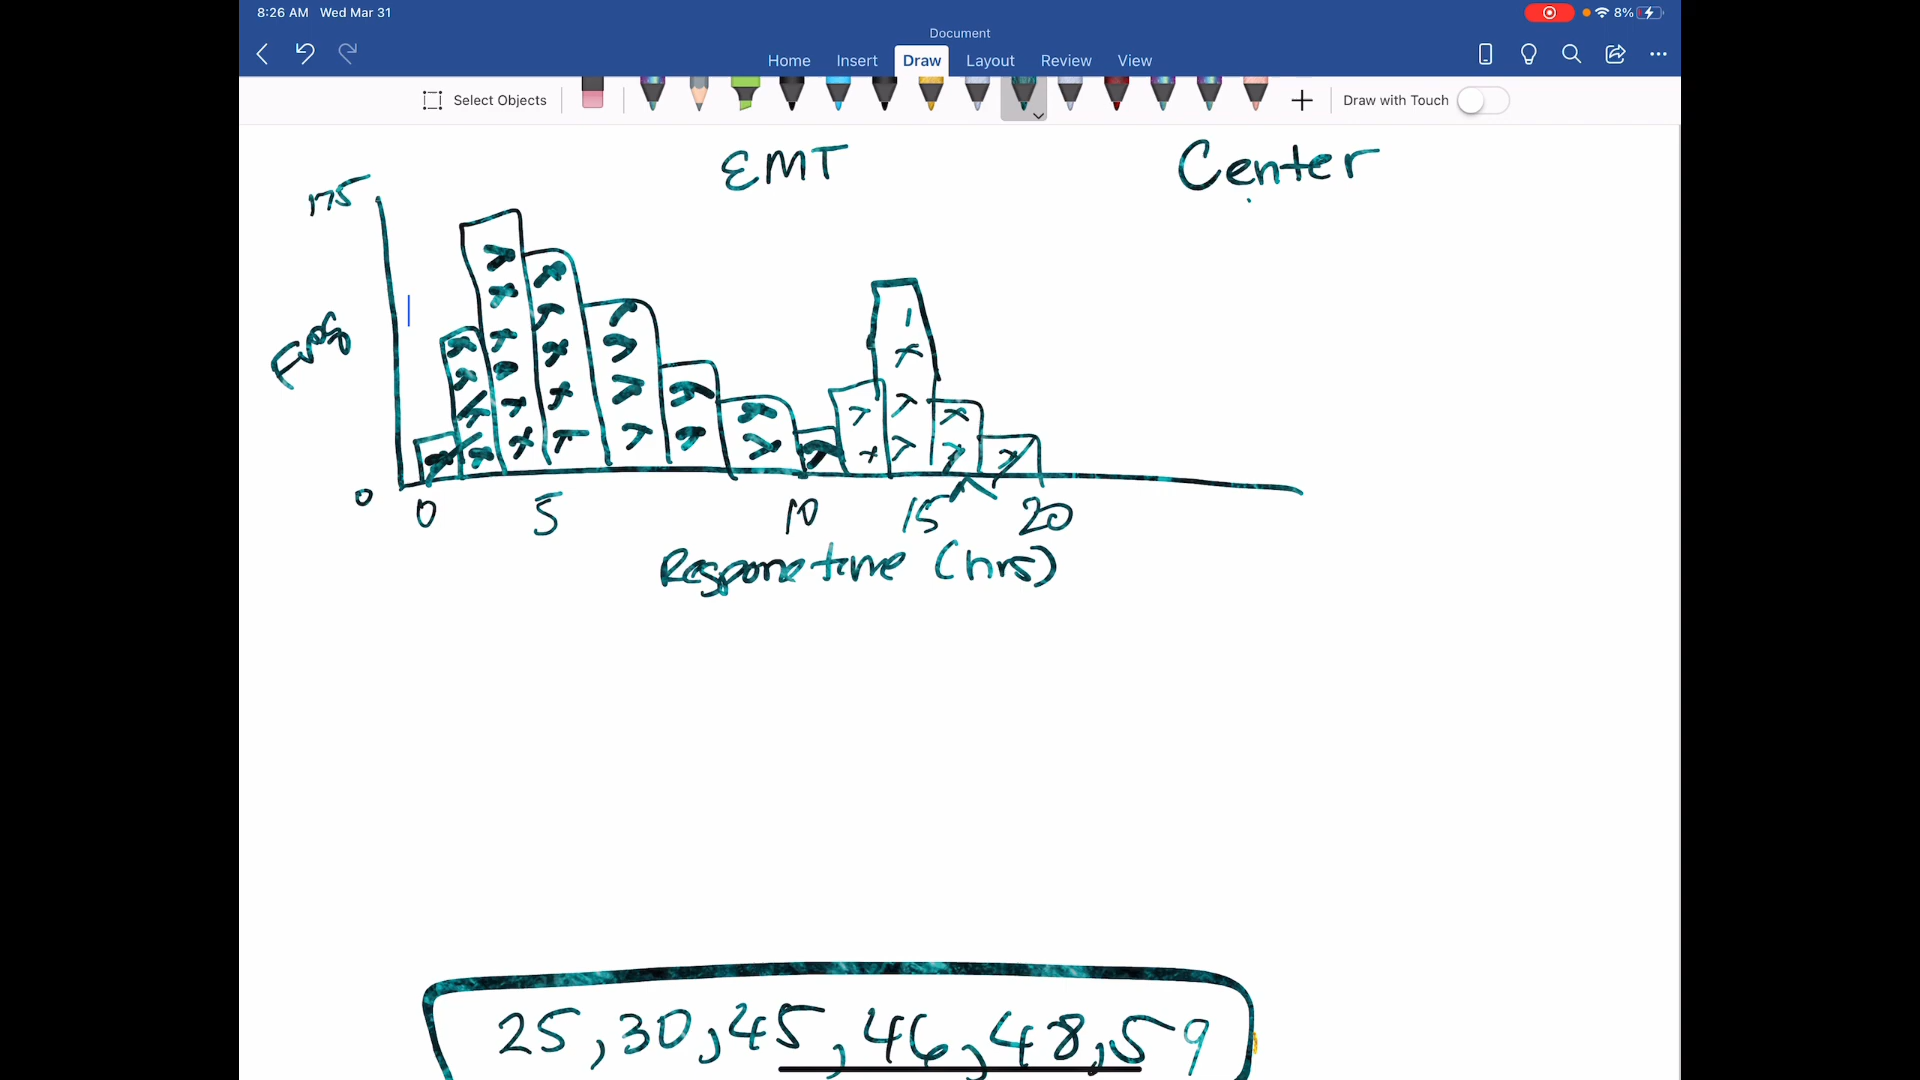 8:26 AM Wed Mar 31
8%
Document
Home Insert Draw Layout Review View
Select Objects
Draw with Touch
EMT
Center
175
0
0 5 10 15 20
Response time (hrs)
25, 30, 45, 46, 48, 59